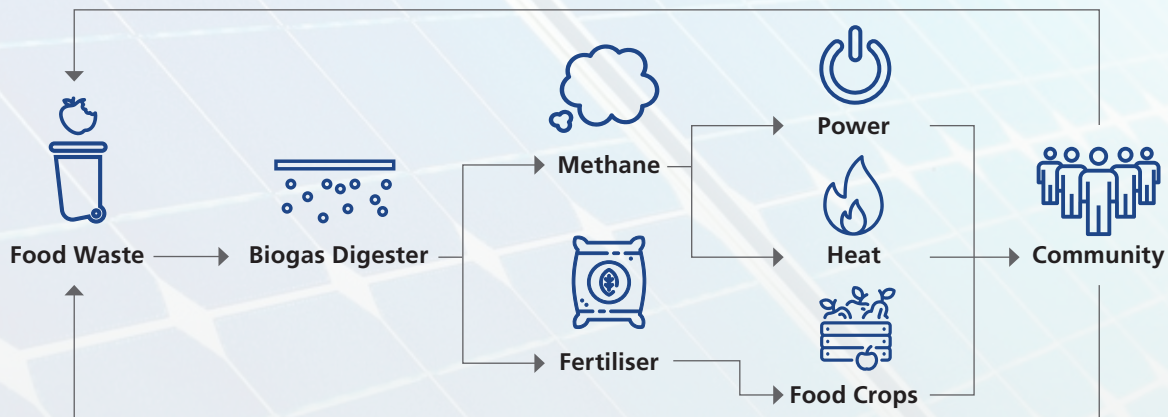 Food Waste
Biogas Digester
Methane
Fertiliser
Power
Heat
Food Crops
Community